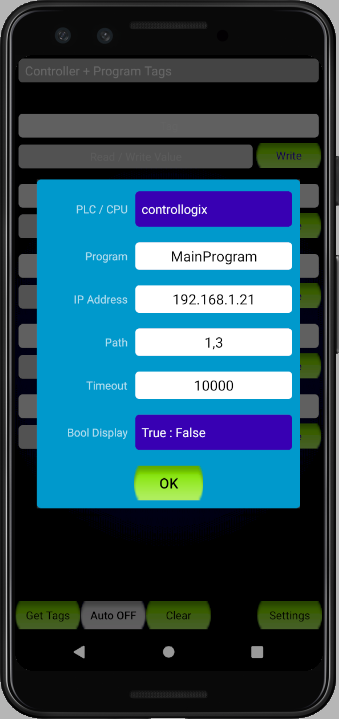 Controller + Program Tags
Read / Write Value
Write
PLC / CPU
controllogix
Program
MainProgram
IP Address
192.168.1.21
Path
1,3
Timeout
10000
Bool Display
True : False
OK
Get Tags
Auto OFF
Clear
Settings